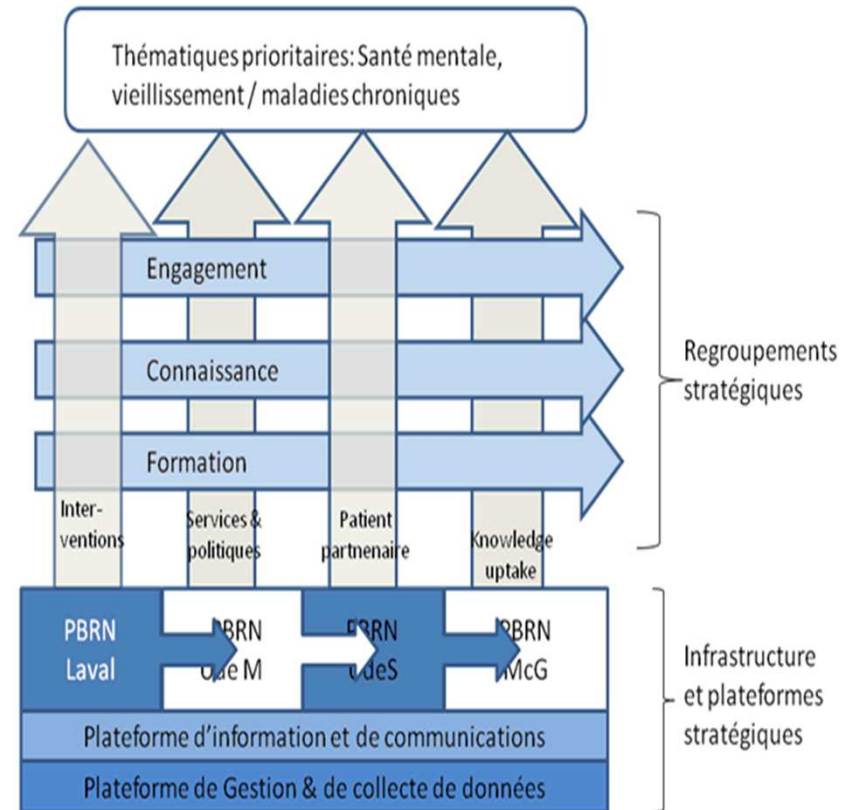 Thématiques prioritaires: Santé mentale,
vieillissement / maladies chroniques
Engagement
Connaissance
Formation
Regroupements
stratégiques
Inter-
ventions
Services &
politiques
Patient
partnenaire
Knowledge
uptake
PBRN
Laval
PBRN
UdeM
PBRN
UdeS
PBRN
McG
Infrastructure
et plateformes
stratégiques
Plateforme d'information et de communications
Plateforme de Gestion & de collecte de données